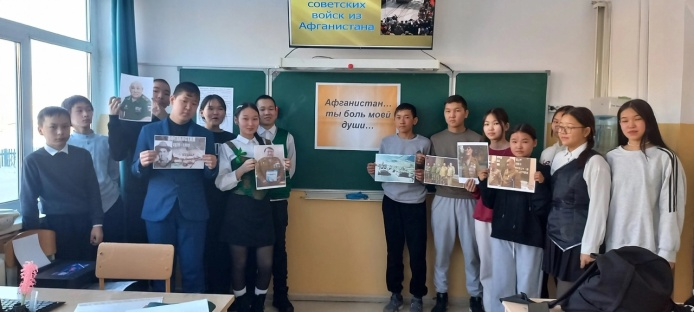 советских
войск из
Афганистана
Афганистан...
ты боль моей
души...